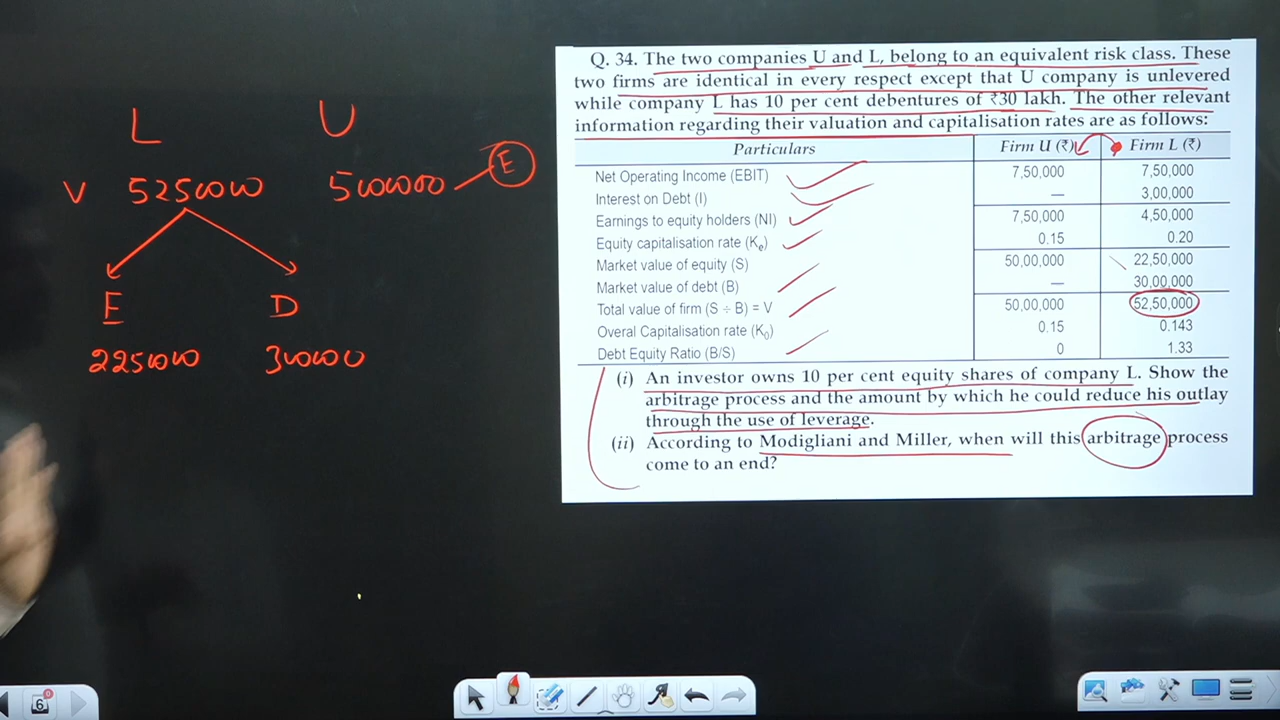 L U
V 5250000 5000000 E
E D
2250000 300000
Q. 34. The two companies U and L, belong to an equivalent risk class. These
two firms are identical in every respect except that U company is unlevered
while company L has 10 per cent debentures of ₹30 lakh. The other relevant
information regarding their valuation and capitalisation rates are as follows:
Particulars Firm U (₹) Firm L (₹)
Net Operating Income (EBIT) 7,50,000 7,50,000
Interest on Debt (I) — 3,00,000
Earnings to equity holders (NI) 7,50,000 4,50,000
Equity capitalisation rate (Ke) 0.15 0.20
Market value of equity (S) 50,00,000 22,50,000
Market value of debt (B) — 30,00,000
Total value of firm (S ÷ B) = V 50,00,000 52,50,000
Overal Capitalisation rate (K0) 0.15 0.143
Debt Equity Ratio (B/S) 0 1.33
(i) An investor owns 10 per cent equity shares of company L. Show the
arbitrage process and the amount by which he could reduce his outlay
through the use of leverage.
(ii) According to Modigliani and Miller, when will this arbitrage process
come to an end?
6
0